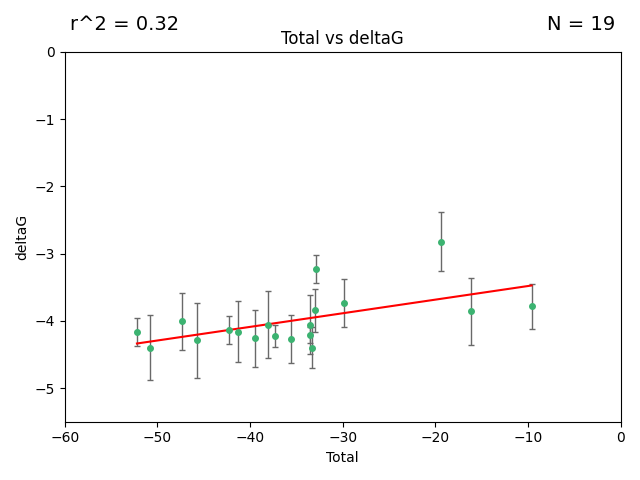 r^2 = 0.32
N = 19
Total vs deltaG
0
−1
−2
−3
−4
−5
deltaG
−60
−50
−40
−30
−20
−10
0
Total